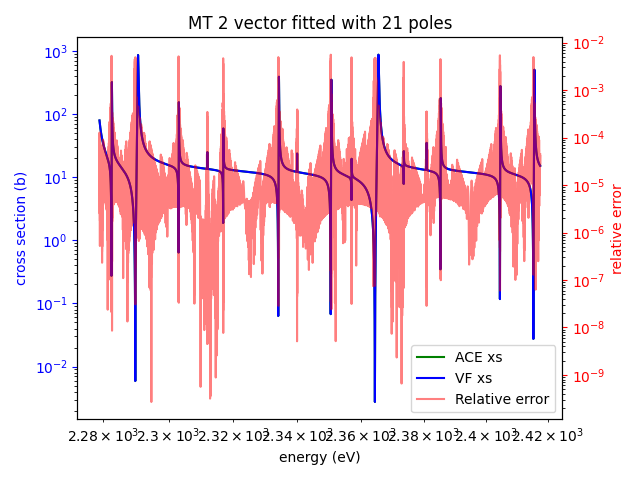 MT 2 vector fitted with 21 poles
10³
10²
10¹
10⁰
10⁻¹
10⁻²
cross section (b)
10⁻²
10⁻³
10⁻⁴
10⁻⁵
10⁻⁶
10⁻⁷
10⁻⁸
10⁻⁹
relative error
ACE xs
VF xs
Relative error
2.28 × 10³ 2.3 × 10³ 2.32 × 10³ 2.34 × 10³ 2.36 × 10³ 2.38 × 10³ 2.4 × 10³ 2.42 × 10³
energy (eV)